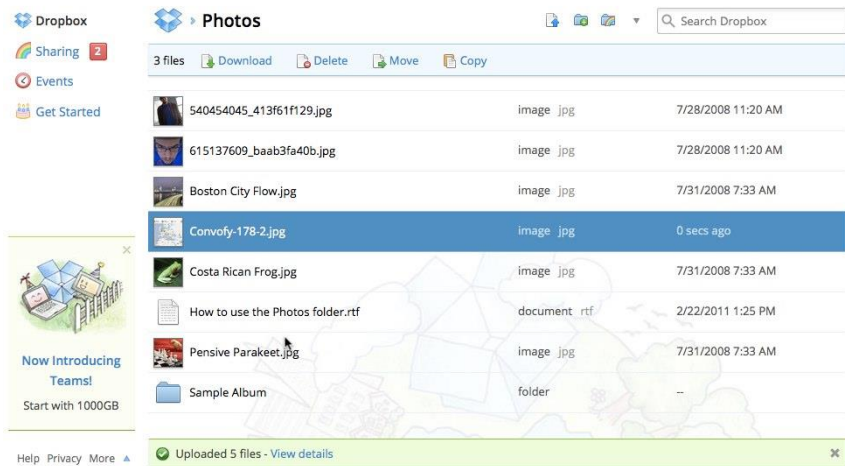 Dropbox
Sharing 2
Events
Get Started
Now Introducing
Teams!
Start with 1000GB
Help Privacy More
› Photos
Search Dropbox
3 files Download Delete Move Copy
540454045_413f61f129.jpg image jpg 7/28/2008 11:20 AM
615137609_baab3fa40b.jpg image jpg 7/28/2008 11:20 AM
Boston City Flow.jpg image jpg 7/31/2008 7:33 AM
Convofy-178-2.jpg image jpg 0 secs ago
Costa Rican Frog.jpg image jpg 7/31/2008 7:33 AM
How to use the Photos folder.rtf document rtf 2/22/2011 1:25 PM
Pensive Parakeet.jpg image jpg 7/31/2008 7:33 AM
Sample Album folder --
Uploaded 5 files - View details